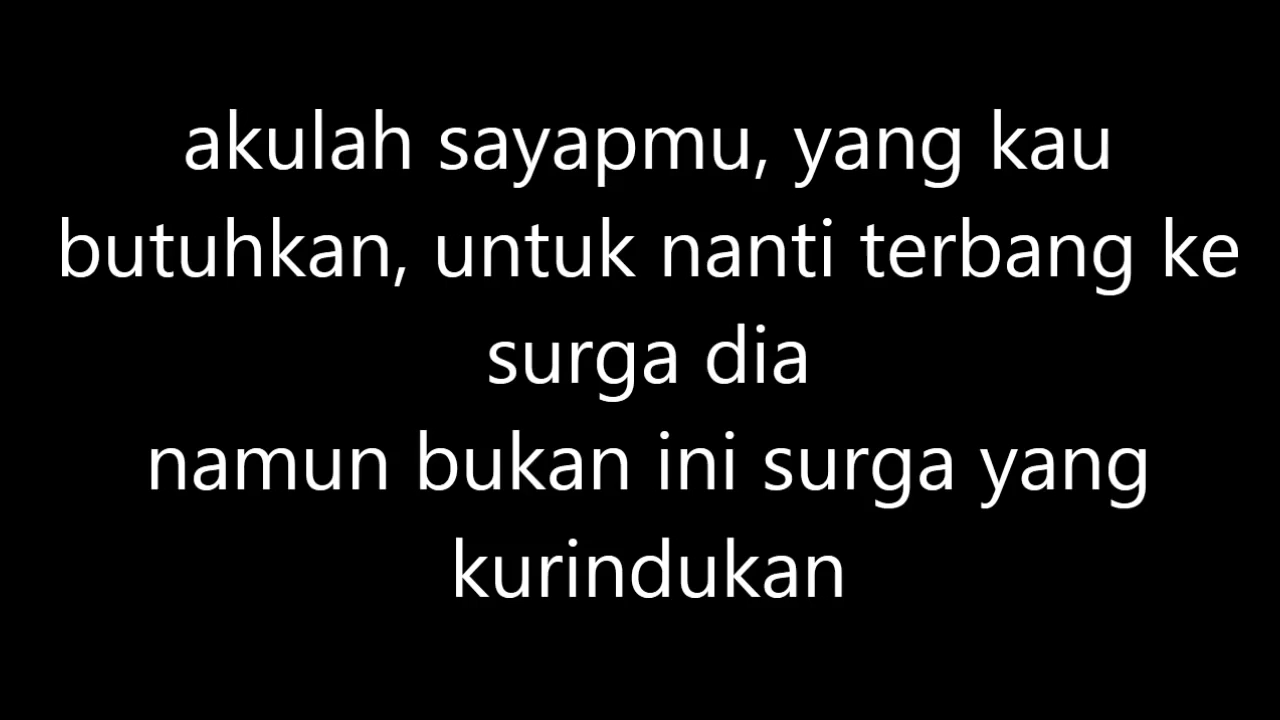 akulah sayapmu, yang kau
butuhkan, untuk nanti terbang ke
surga dia
namun bukan ini surga yang
kurindukan